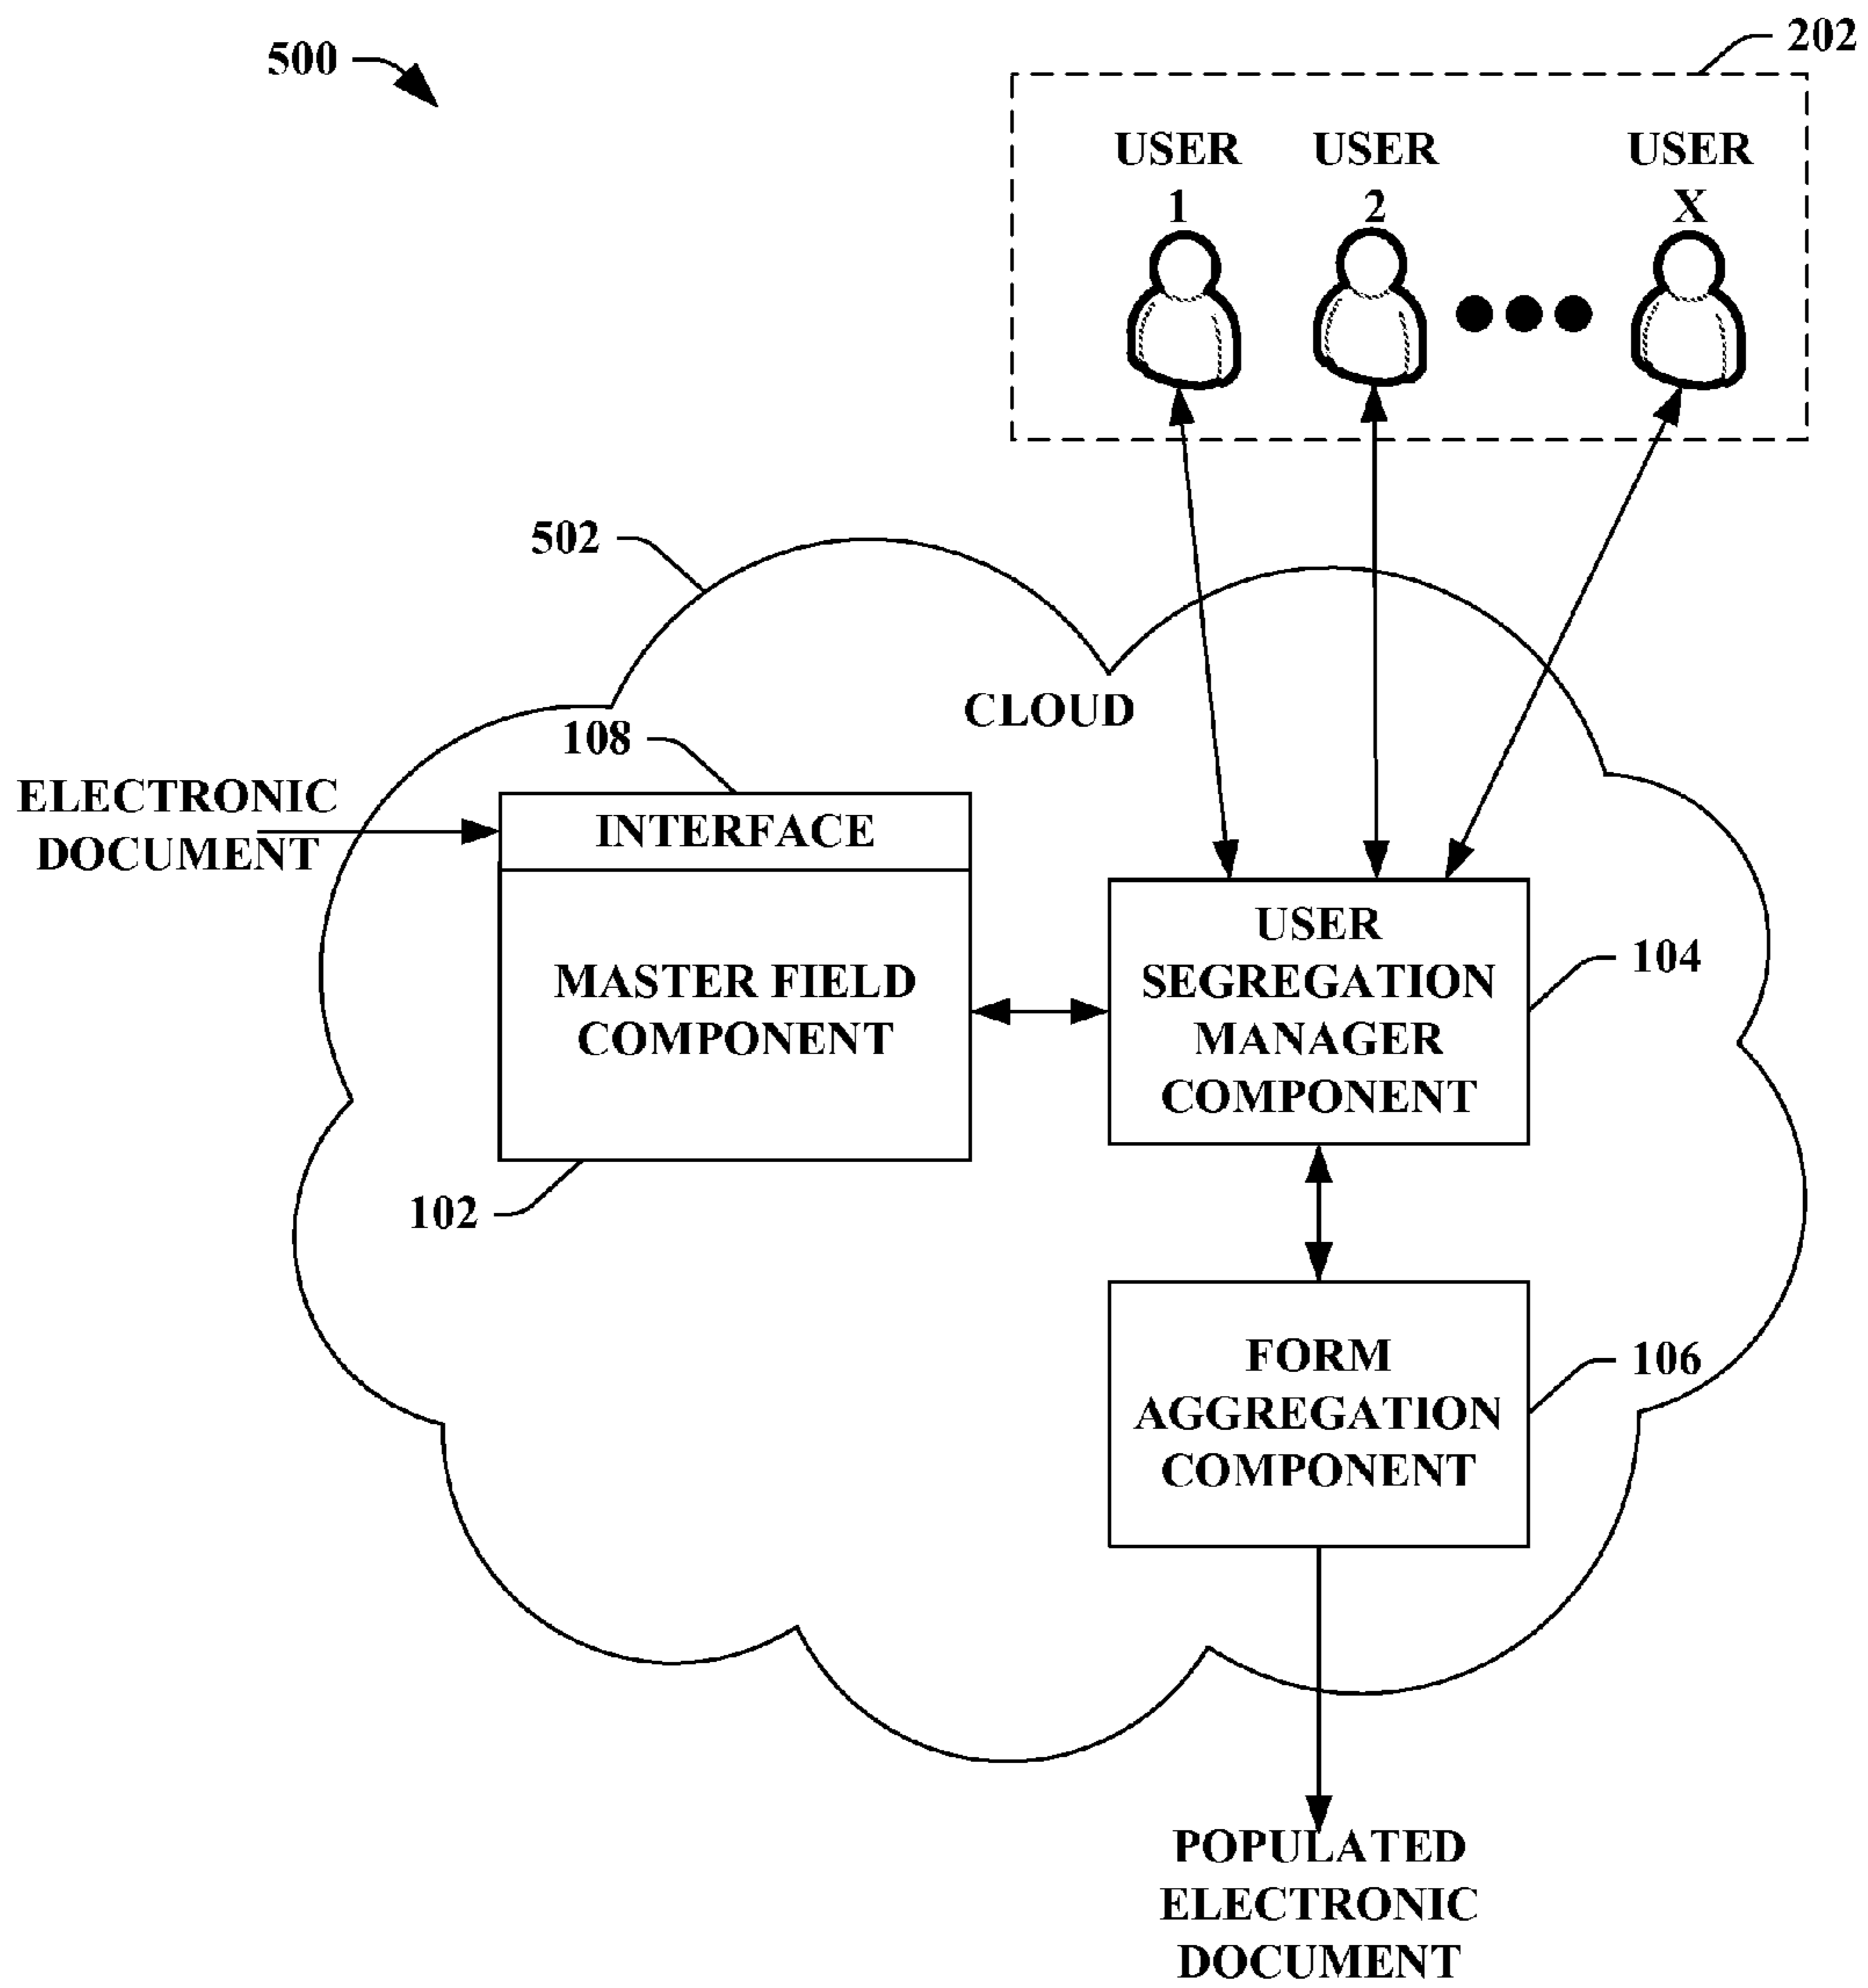 500
202
USER
1
USER
2
USER
X
502
CLOUD
108
ELECTRONIC
DOCUMENT
INTERFACE
MASTER FIELD
COMPONENT
102
USER
SEGREGATION
MANAGER
COMPONENT
104
FORM
AGGREGATION
COMPONENT
106
POPULATED
ELECTRONIC
DOCUMENT